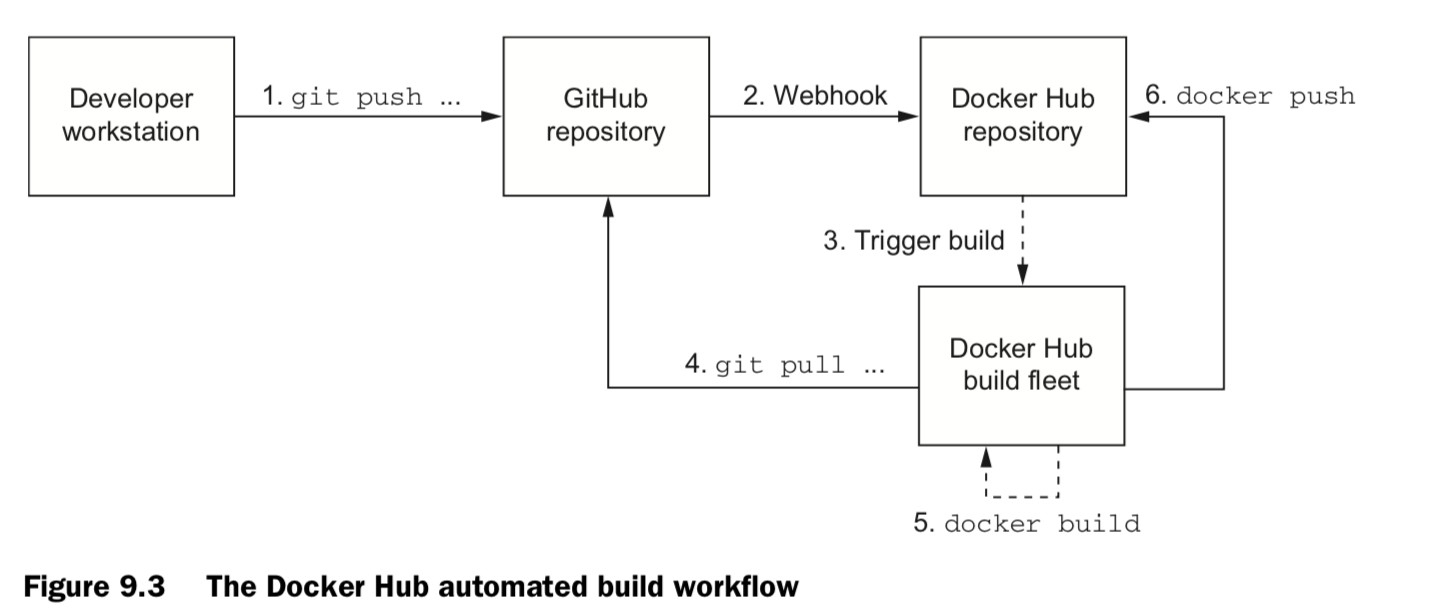 Developer
workstation
1. git push ...
GitHub
repository
2. Webhook
Docker Hub
repository
6. docker push
3. Trigger build
4. git pull ...
Docker Hub
build fleet
5. docker build
Figure 9.3 The Docker Hub automated build workflow